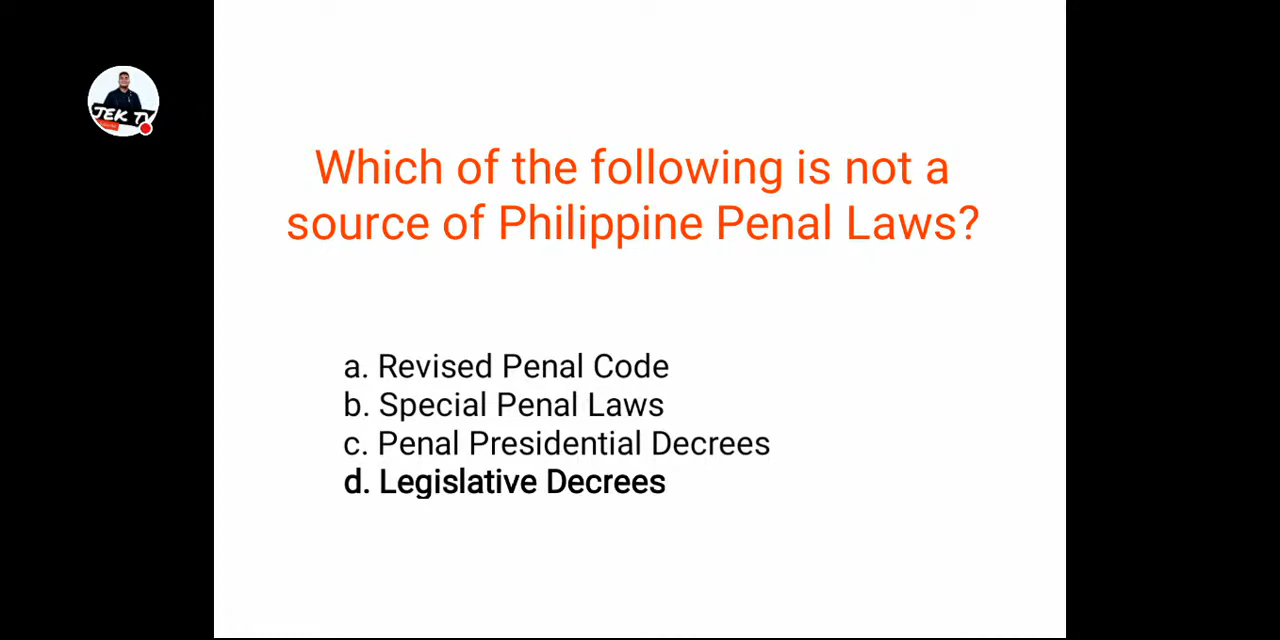 JEK TV
Which of the following is not a
source of Philippine Penal Laws?
a. Revised Penal Code
b. Special Penal Laws
c. Penal Presidential Decrees
d. Legislative Decrees